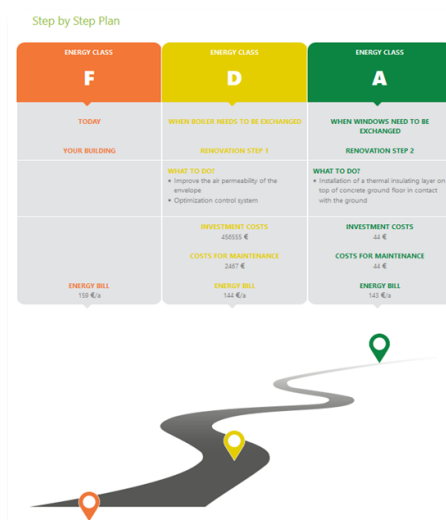 Step by Step Plan
ENERGY CLASS
F
TODAY
YOUR BUILDING
ENERGY BILL
159 €/a
ENERGY CLASS
D
WHEN BOILER NEEDS TO BE EXCHANGED
RENOVATION STEP 1
WHAT TO DO?
• Improve the air permeability of the
envelope
• Optimization control system
INVESTMENT COSTS
456555 €
COSTS FOR MAINTENANCE
2467 €
ENERGY BILL
144 €/a
ENERGY CLASS
A
WHEN WINDOWS NEED TO BE
EXCHANGED
RENOVATION STEP 2
WHAT TO DO?
• Installation of a thermal insulating layer on
top of concrete ground floor in contact
with the ground
INVESTMENT COSTS
44 €
COSTS FOR MAINTENANCE
44 €
ENERGY BILL
143 €/a